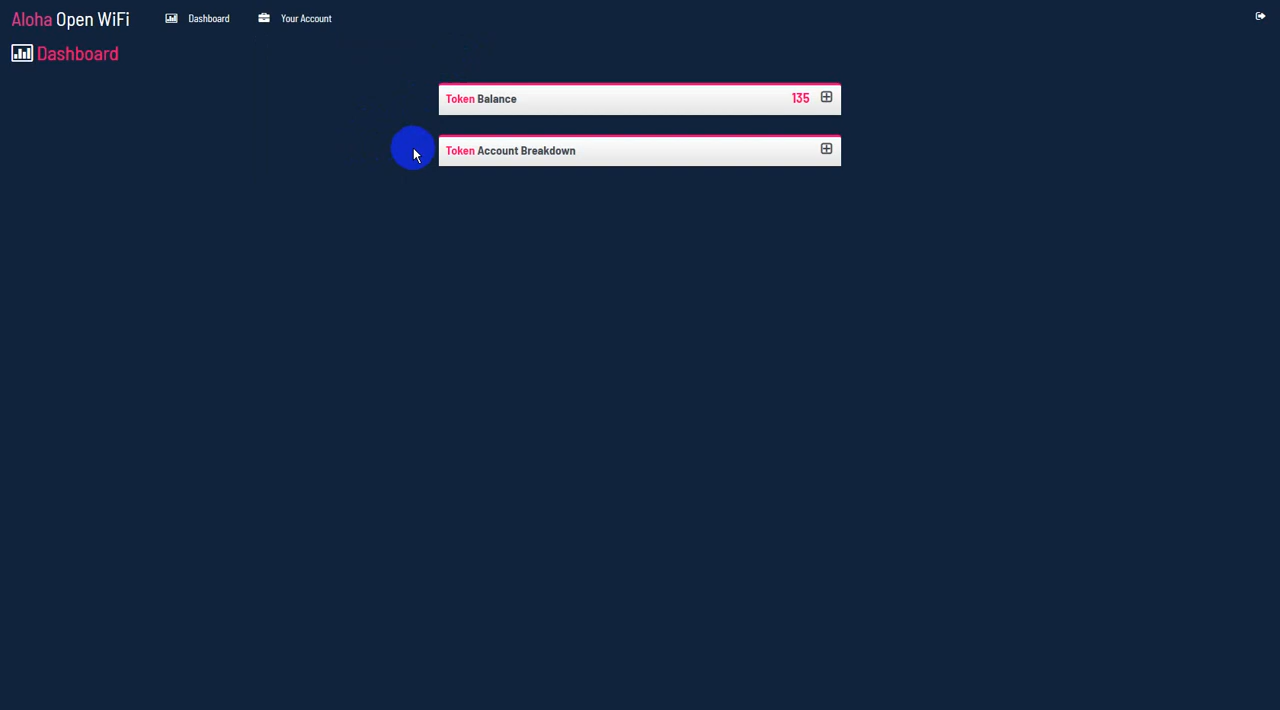 Aloha Open WiFi
Dashboard
Your Account
Dashboard
Token Balance
135
Token Account Breakdown